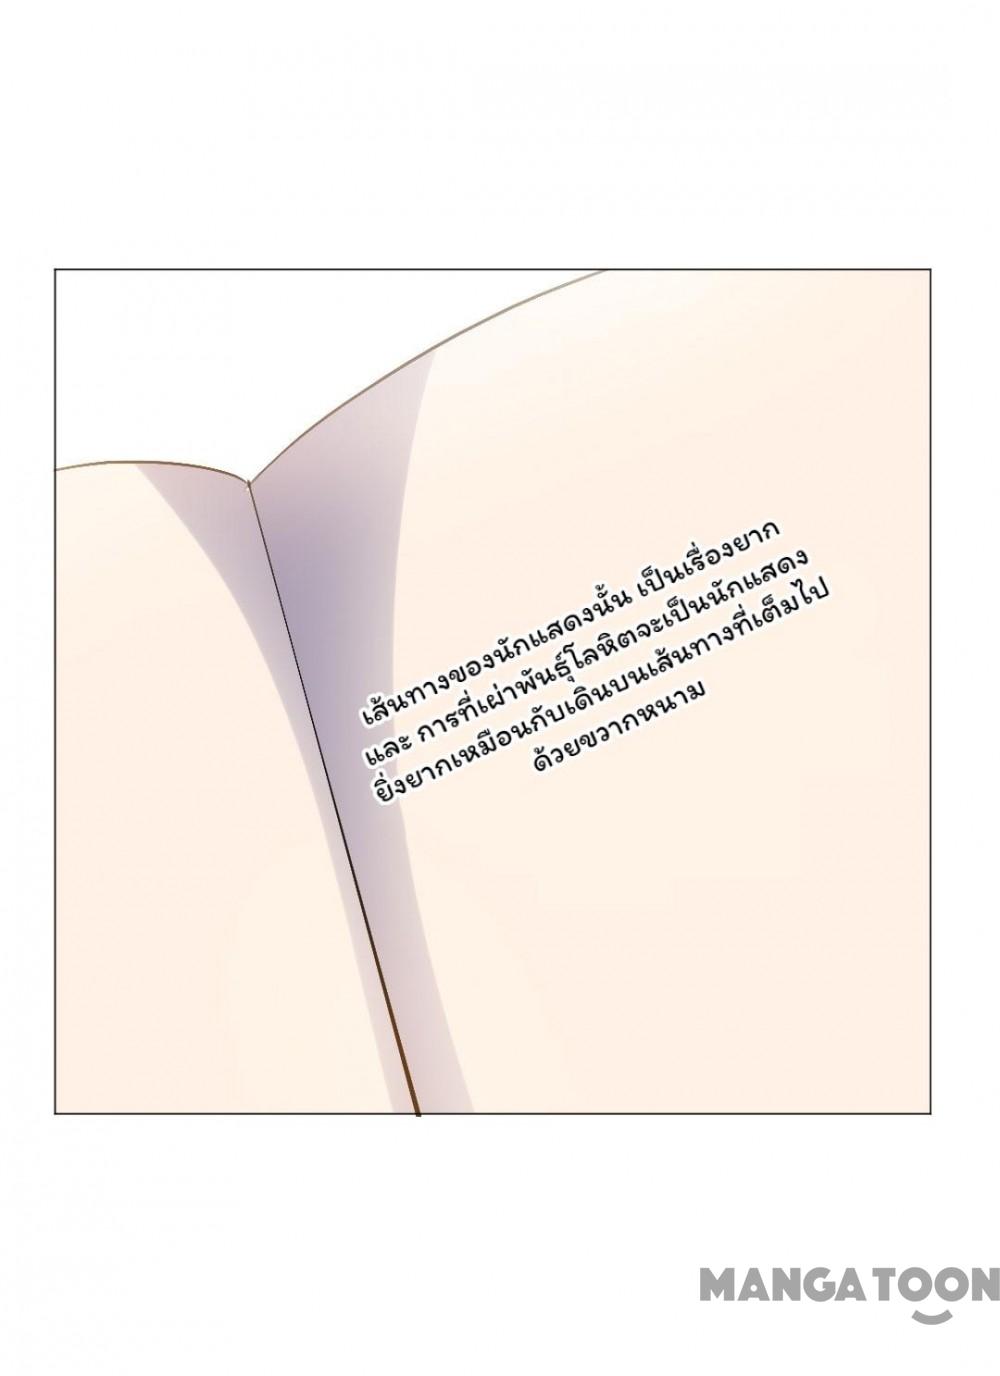 เส้นทางของนักแสดงนั้น เป็นเรื่องยาก
และ การที่เผ่าพันธุ์โลหิตจะเป็นนักแสดง
ยิ่งยากเหมือนกับเดินบนเส้นทางที่เต็มไป
ด้วยขวากหนาม
MANGATOON